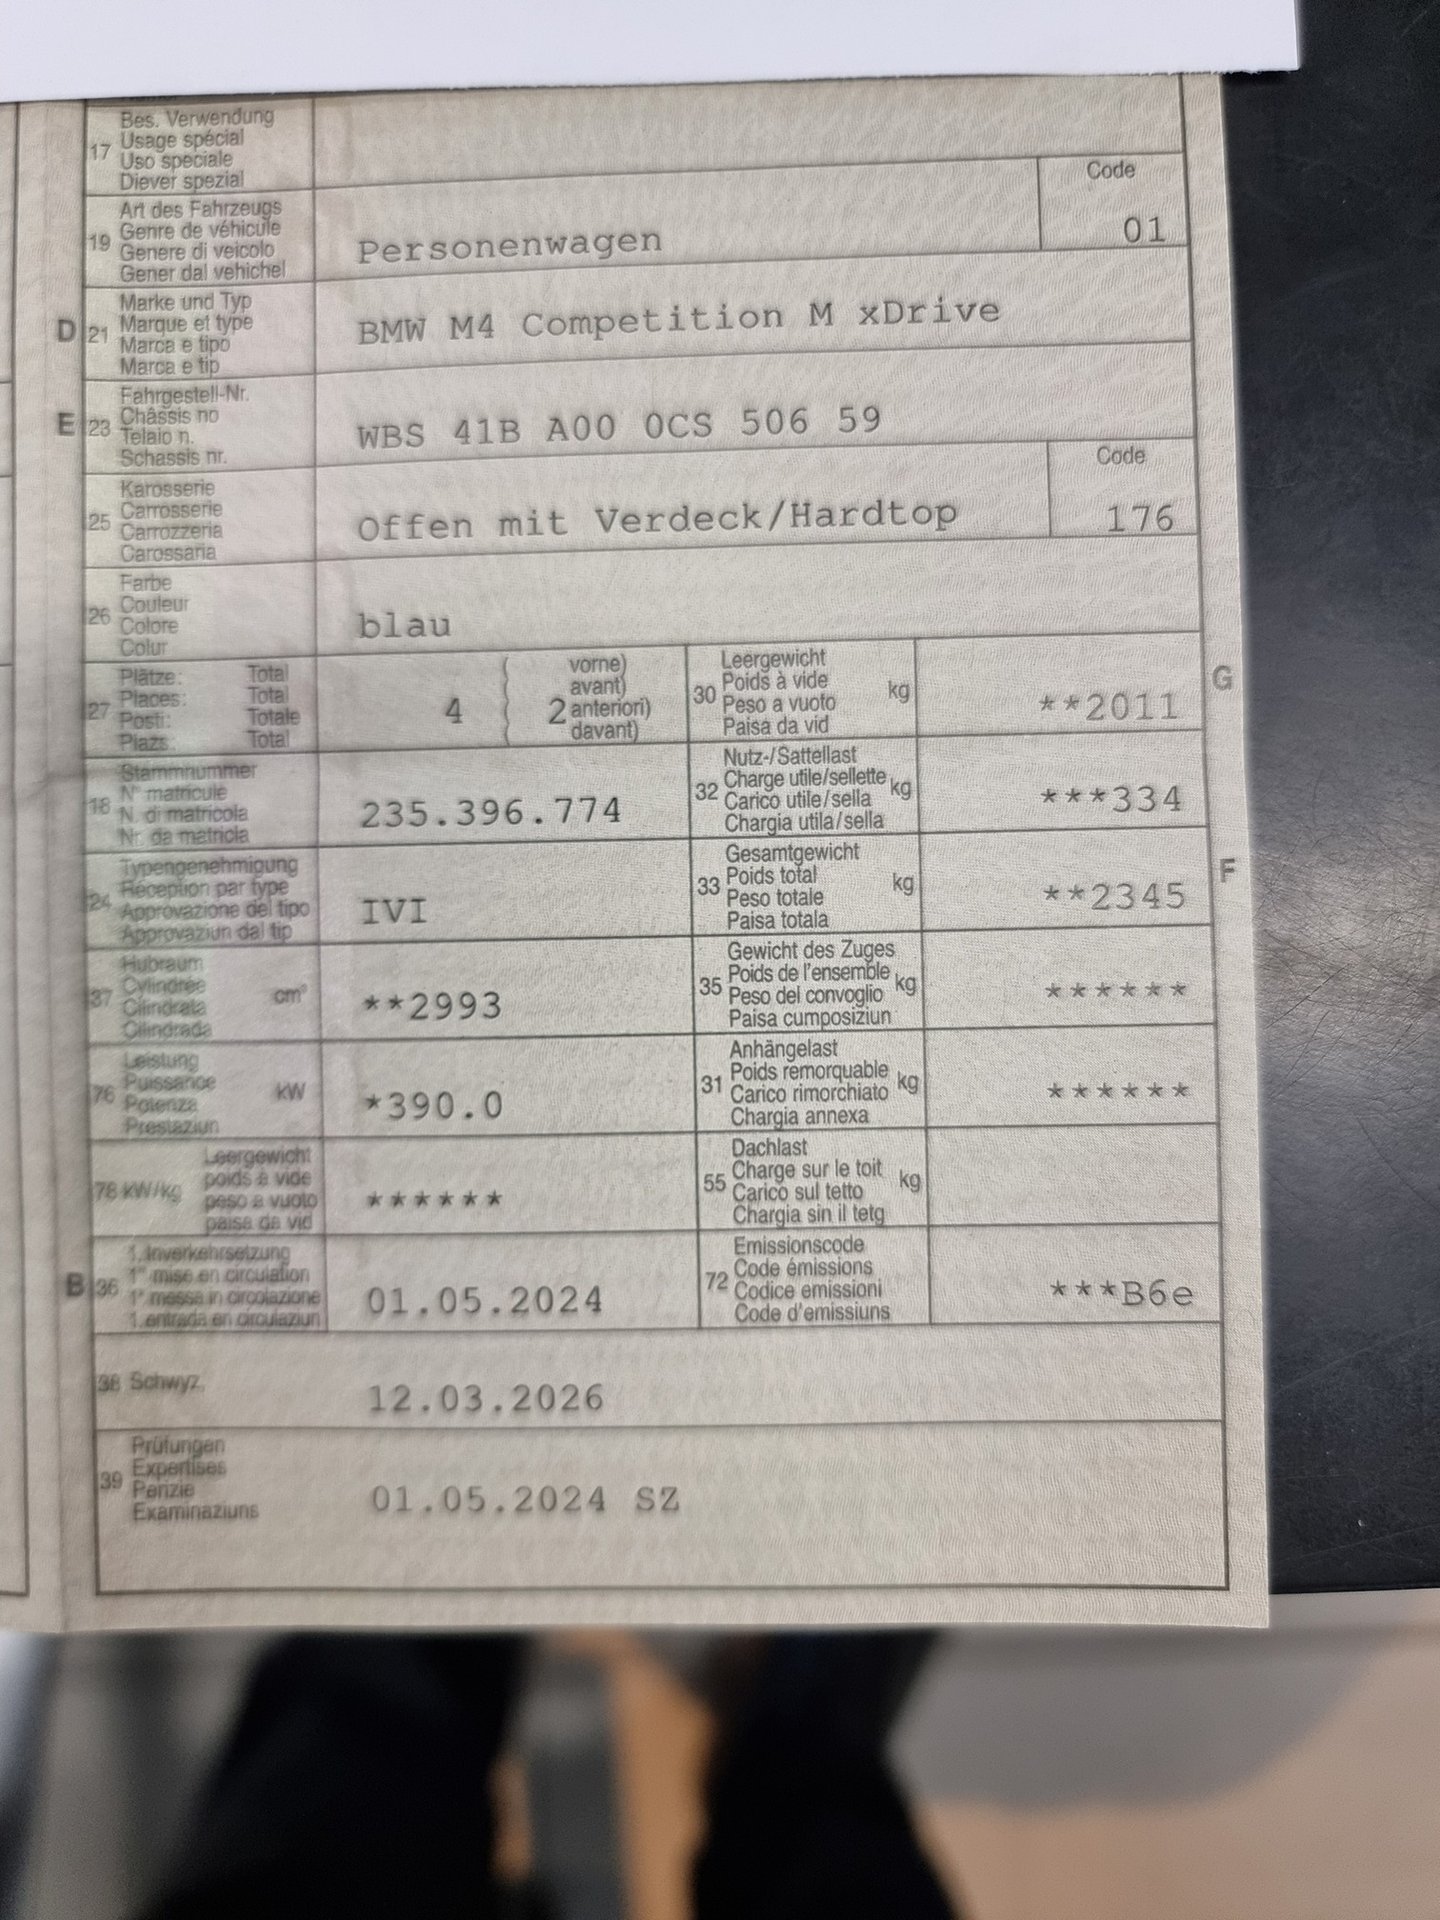 17 Bes. Verwendung
Usage spécial
Uso speciale
Diever spezial
19 Art des Fahrzeugs
Genre de véhicule
Genere di veicolo
Gener dal vehichel
Personenwagen
Code
01
D 21 Marke und Typ
Marque et type
Marca e tipo
Marca e tip
BMW M4 Competition M xDrive
E 23 Fahrgestell-Nr.
Châssis no
Telaio n.
Schassis nr.
WBS 41B A00 0CS 506 59
25 Karosserie
Carrosserie
Carrozzeria
Carossaria
Offen mit Verdeck/Hardtop
Code
176
26 Farbe
Couleur
Colore
Colur
blau
27 Plätze: Total
Places: Total
Posti: Totale
Plazs: Total
4 ( 2 vorne)
avant)
anteriori)
davant)
30 Leergewicht
Poids à vide kg
Peso a vuoto
Paisa da vid
**2011
G
18 Stammnummer
N° matricule
N. di matricola
Nr. da matricla
235.396.774
32 Nutz-/Sattellast
Charge utile/sellette kg
Carico utile/sella
Chargia utila/sella
***334
24 Typengenehmigung
Réception par type
Approvazione del tipo
Approvaziun dal tip
IVI
33 Gesamtgewicht
Poids total kg
Peso totale
Paisa totala
**2345
F
37 Hubraum
Cylindrée cm³
Cilindrata
Cilindrada
**2993
35 Gewicht des Zuges
Poids de l'ensemble kg
Peso del convoglio
Paisa cumposiziun
******
76 Leistung
Puissance kW
Potenza
Prestaziun
*390.0
31 Anhängelast
Poids remorquable kg
Carico rimorchiato
Chargia annexa
******
78 kW/kg Leergewicht
poids à vide
peso a vuoto
paisa da vid
******
55 Dachlast
Charge sur le toit kg
Carico sul tetto
Chargia sin il tetg
B 36 1. Inverkehrsetzung
1re mise en circulation
1a messa in circolazione
1. entrada en circulaziun
01.05.2024
72 Emissionscode
Code émissions
Codice emissioni
Code d'emissiuns
***B6e
38 Schwyz,
12.03.2026
39 Prüfungen
Expertises
Perizie
Examinaziuns
01.05.2024 SZ